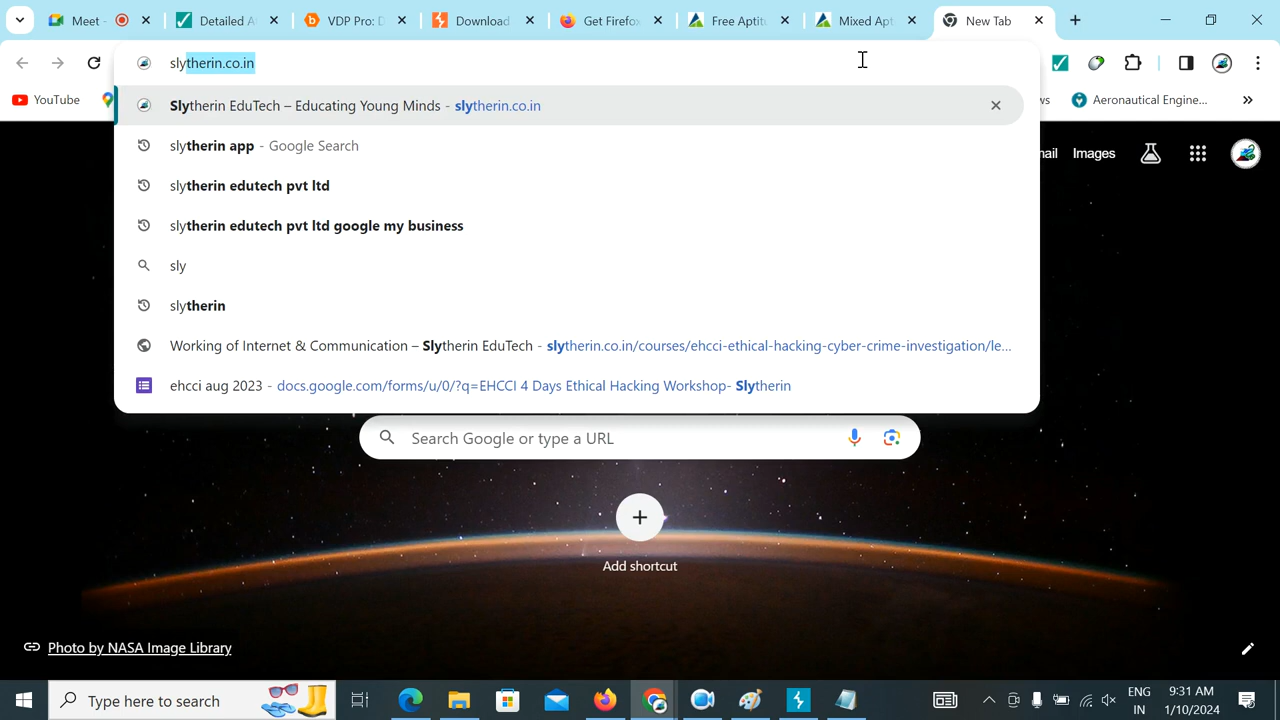 Meet -
Detailed A
VDP Pro: D
Download
Get Firefox
Free Aptitu
Mixed Apt
New Tab
slytherin.co.in
YouTube
Slytherin EduTech – Educating Young Minds - slytherin.co.in
ws
Aeronautical Engine...
slytherin app - Google Search
mail
Images
slytherin edutech pvt ltd
slytherin edutech pvt ltd google my business
sly
slytherin
Working of Internet & Communication – Slytherin EduTech - slytherin.co.in/courses/ehcci-ethical-hacking-cyber-crime-investigation/le...
ehcci aug 2023 - docs.google.com/forms/u/0/?q=EHCCI 4 Days Ethical Hacking Workshop- Slytherin
Search Google or type a URL
Add shortcut
Photo by NASA Image Library
Type here to search
ENG
IN
9:31 AM
1/10/2024